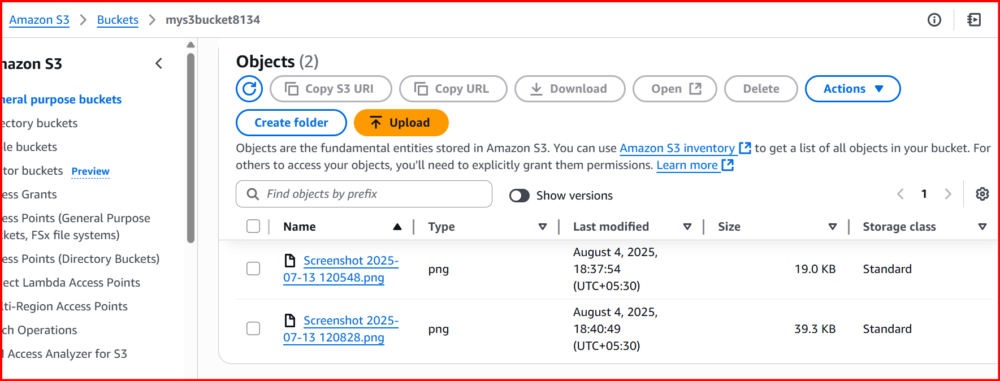 Amazon S3 > Buckets > mys3bucket8134
nazon S3
neral purpose buckets
ectory buckets
le buckets
tor buckets Preview
ess Grants
ess Points (General Purpose
kets, FSx file systems)
ess Points (Directory Buckets)
ect Lambda Access Points
lti-Region Access Points
ch Operations
Access Analyzer for S3
Objects (2)
Copy S3 URI Copy URL Download Open Delete Actions
Create folder Upload
Objects are the fundamental entities stored in Amazon S3. You can use Amazon S3 inventory to get a list of all objects in your bucket. For
others to access your objects, you'll need to explicitly grant them permissions. Learn more
Find objects by prefix Show versions 1
Name Type Last modified Size Storage class
Screenshot 2025-
07-13 120548.png
png
August 4, 2025,
18:37:54
(UTC+05:30)
19.0 KB
Standard
Screenshot 2025-
07-13 120828.png
png
August 4, 2025,
18:40:49
(UTC+05:30)
39.3 KB
Standard